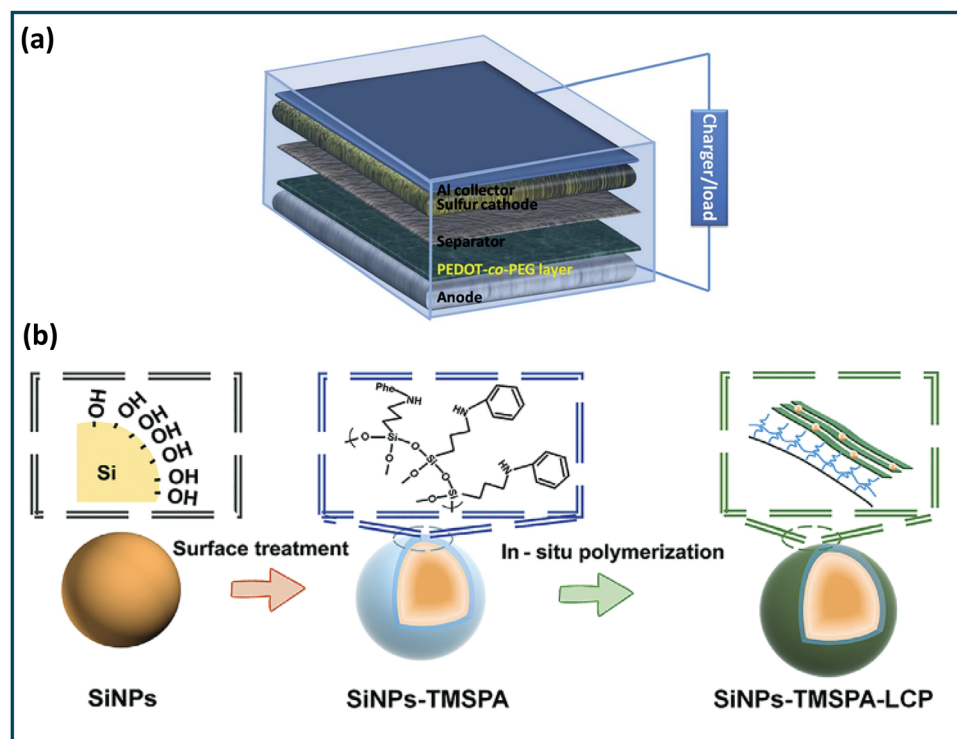 (a)
Charger/load
Al collector
Sulfur cathode
Separator
PEDOT-co-PEG layer
Anode
(b)
HO
OH
OH
OH
OH
OH
OH
OH
Si
Phe
NH
HN
Si
O
O
O
Si
O
O
HN
O
Si
Surface treatment
In - situ polymerization
SiNPs
SiNPs-TMSPA
SiNPs-TMSPA-LCP